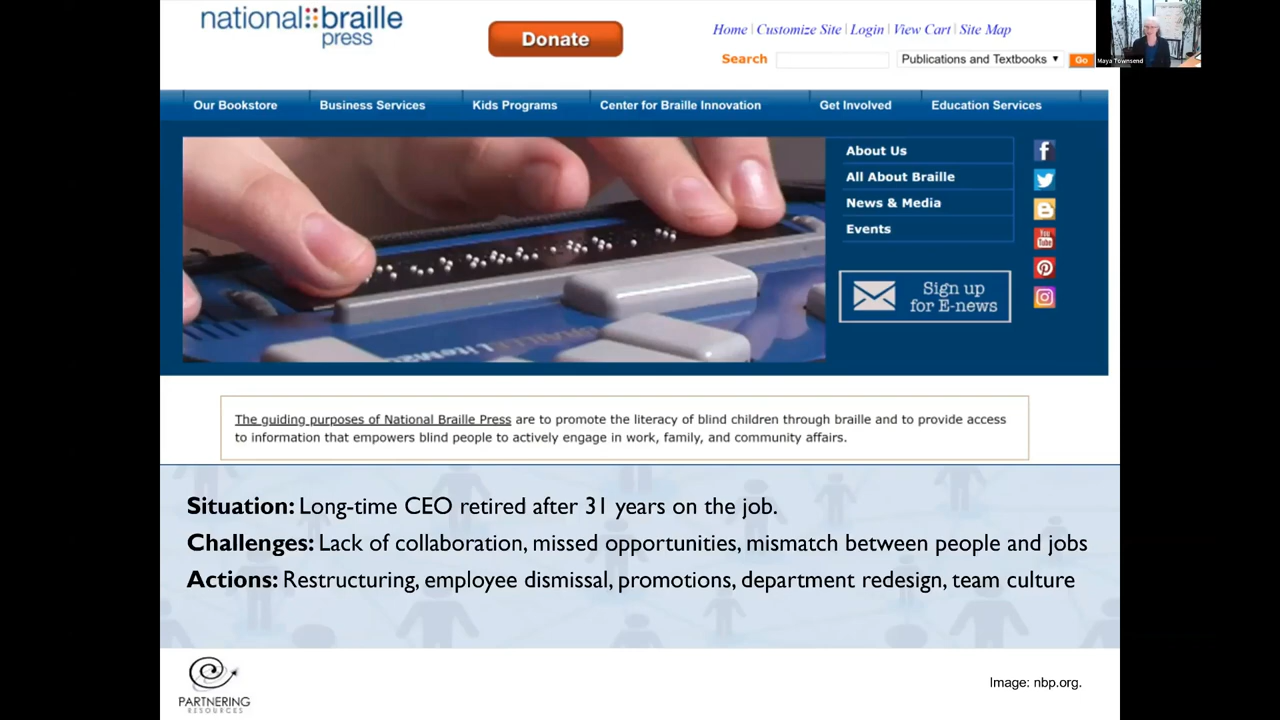 national braille
press
Donate
Home | Customize Site | Login | View Cart | Site Map
Search
Publications and Textbooks
Go
Maya Townsend
Our Bookstore
Business Services
Kids Programs
Center for Braille Innovation
Get Involved
Education Services
About Us
All About Braille
News & Media
Events
Sign up
for E-news
You
Tube
The guiding purposes of National Braille Press are to promote the literacy of blind children through braille and to provide access
to information that empowers blind people to actively engage in work, family, and community affairs.
Situation: Long-time CEO retired after 31 years on the job.
Challenges: Lack of collaboration, missed opportunities, mismatch between people and jobs
Actions: Restructuring, employee dismissal, promotions, department redesign, team culture
PARTNERING
RESOURCES
Image: nbp.org.